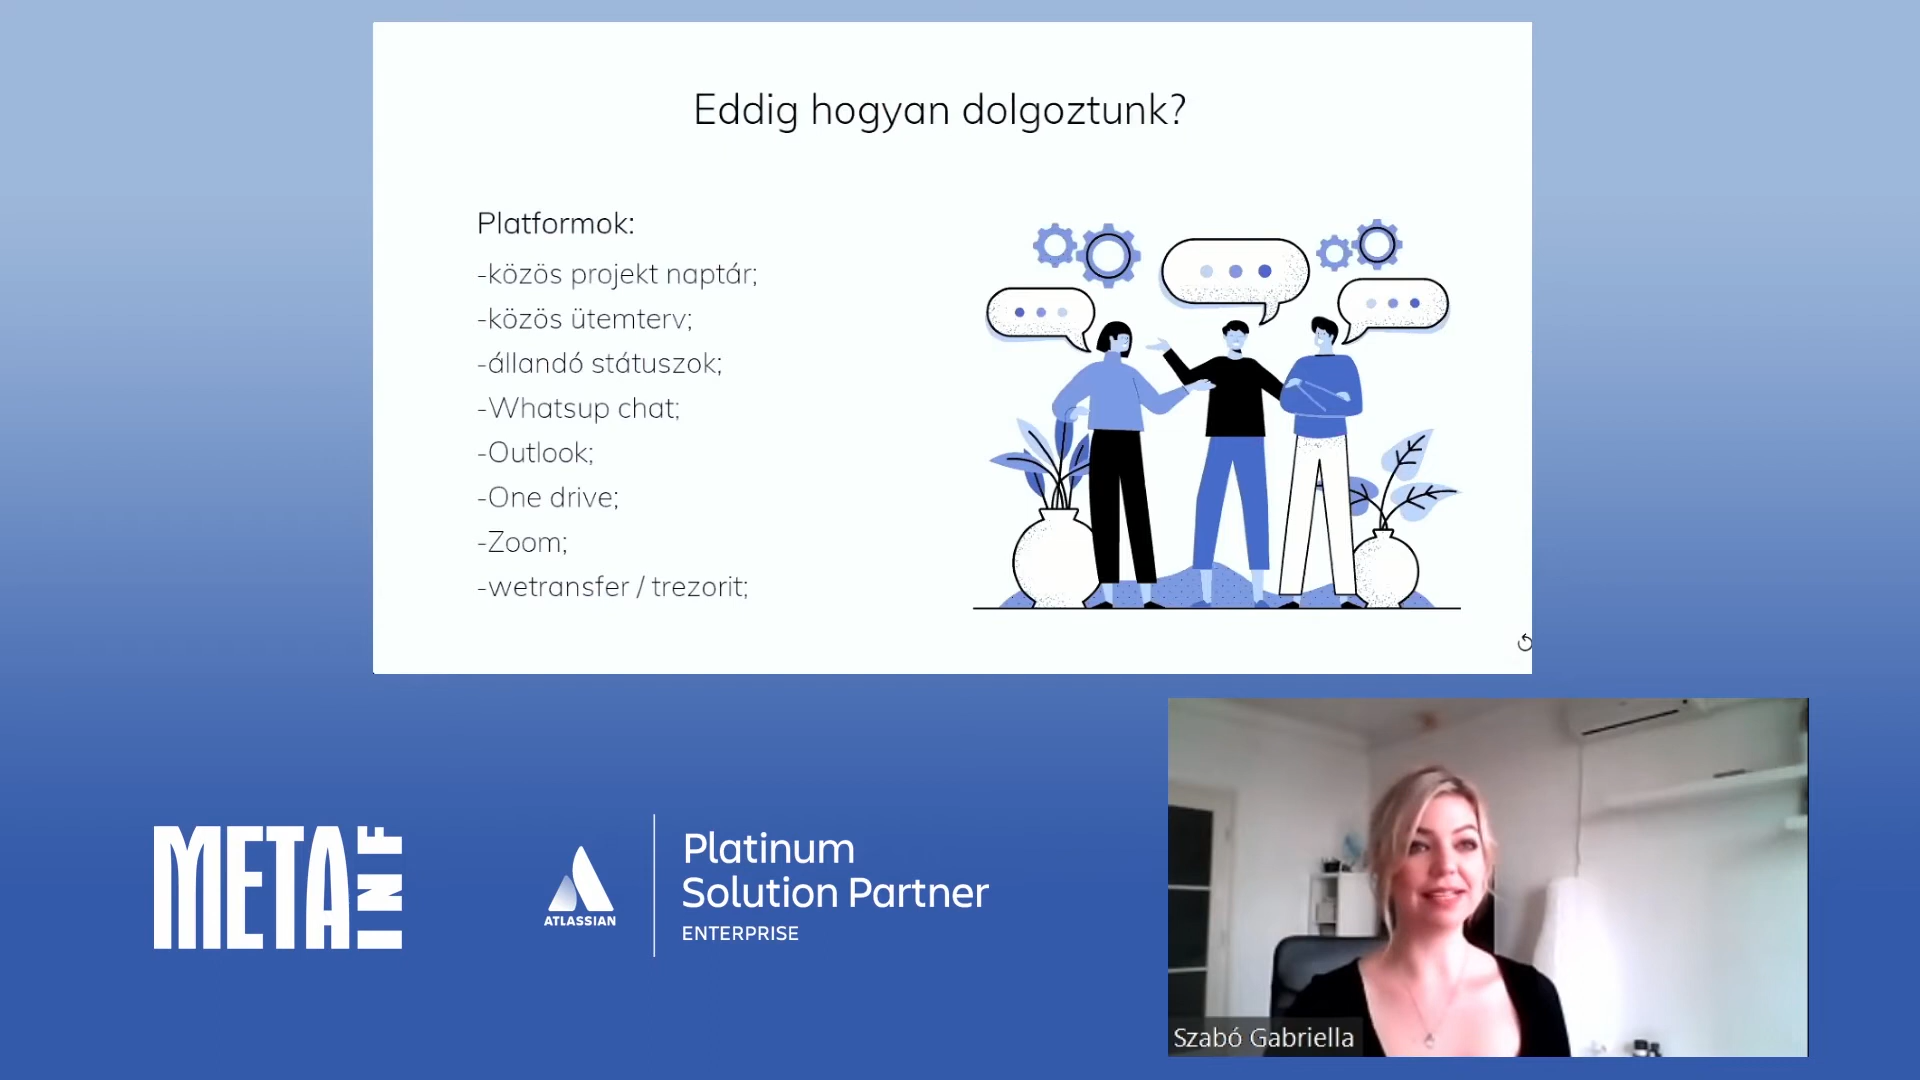 Eddig hogyan dolgoztunk?
Platformok:
-közös projekt naptár;
-közös ütemterv;
-állandó státuszok;
-Whatsup chat;
-Outlook;
-One drive;
-Zoom;
-wetransfer / trezorit;
META INF
ATLASSIAN
Platinum
Solution Partner
ENTERPRISE
Szabó Gabriella